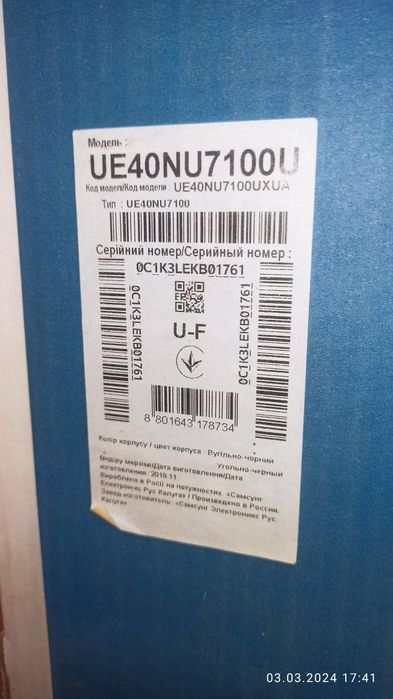 Модель :
UE40NU7100U
Код моделі/Код модели : UE40NU7100UXUA
Тип : UE40NU7100
Серійний номер/Серийный номер :
0C1K3LEKB01761
0C1K3LEKB01761
0C1K3LEKB01761
U-F
8 801643 178734
Колір корпусу / цвет корпуса Вугільно-чорний
Угольно-черный
Өндіру мерзімі/Дата виготовлення/Дата
изготовления: 2018.11
Вироблено в Росії на потужностях «Самсунг
Електронікс Рус Калуга» / Произведено в России.
Завод-изготовитель: «Самсунг Электроникс Рус
Калуга»
03.03.2024 17:41